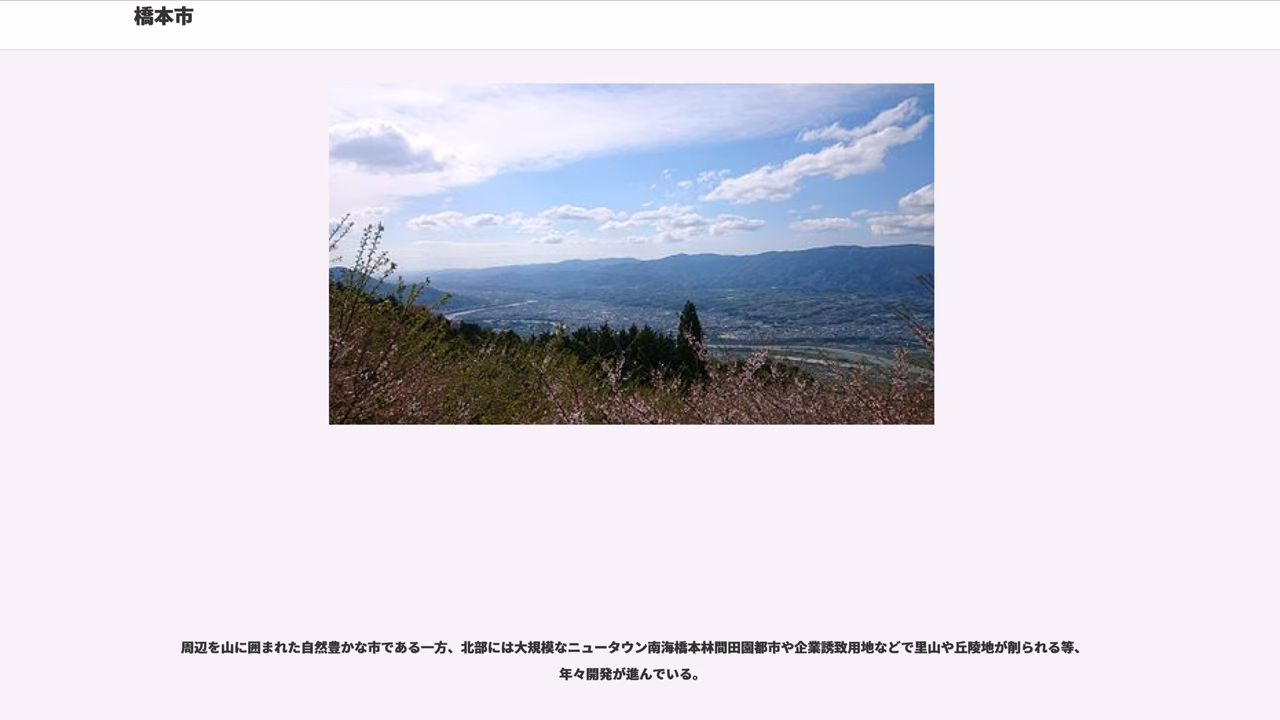 橋本市
周辺を山に囲まれた自然豊かな市である一方、北部には大規模なニュータウン南海橋本林間田園都市や企業誘致用地などで里山や丘陵地が削られる等、
年々開発が進んでいる。